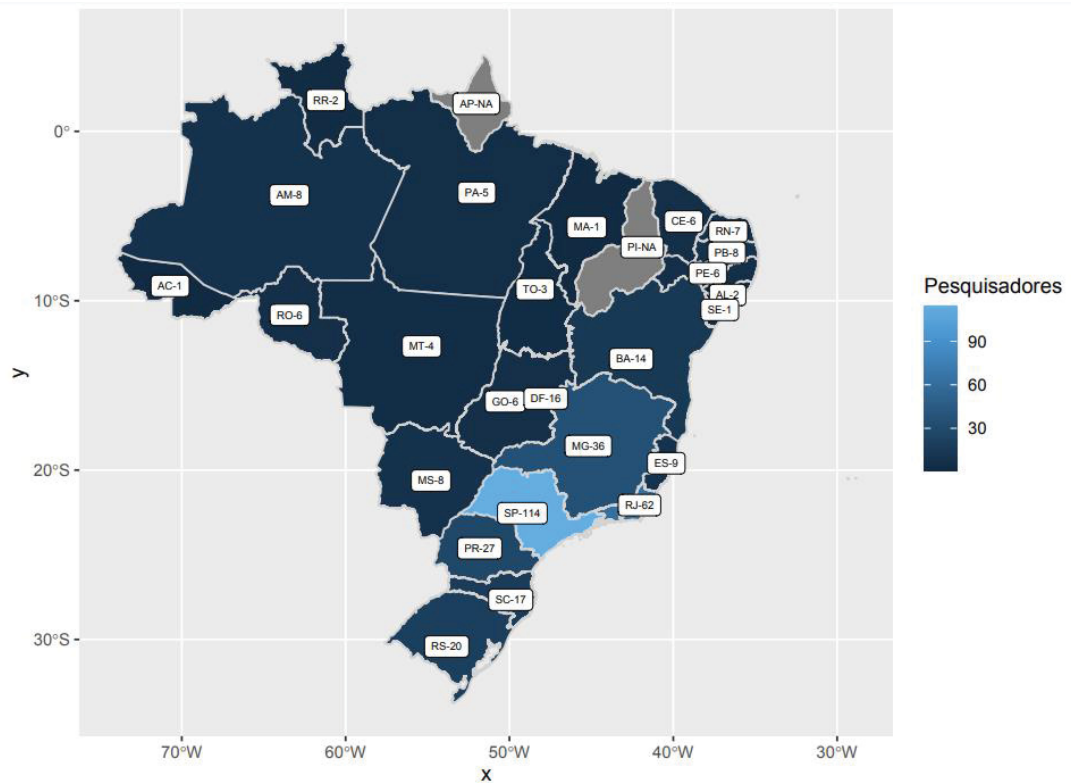 RR-2
AP-NA
0°
AM-8
PA-5
CE-6
MA-1
RN-7
PI-NA
PB-8
PE-6
AC-1
TO-3
Pesquisadores
AL-2
10°S
SE-1
RO-6
90
MT-4
BA-14
60
y
DF-16
GO-6
30
MG-36
ES-9
20°S
MS-8
RJ-62
SP-114
PR-27
SC-17
30°S
RS-20
70°W 60°W 50°W 40°W 30°W
x